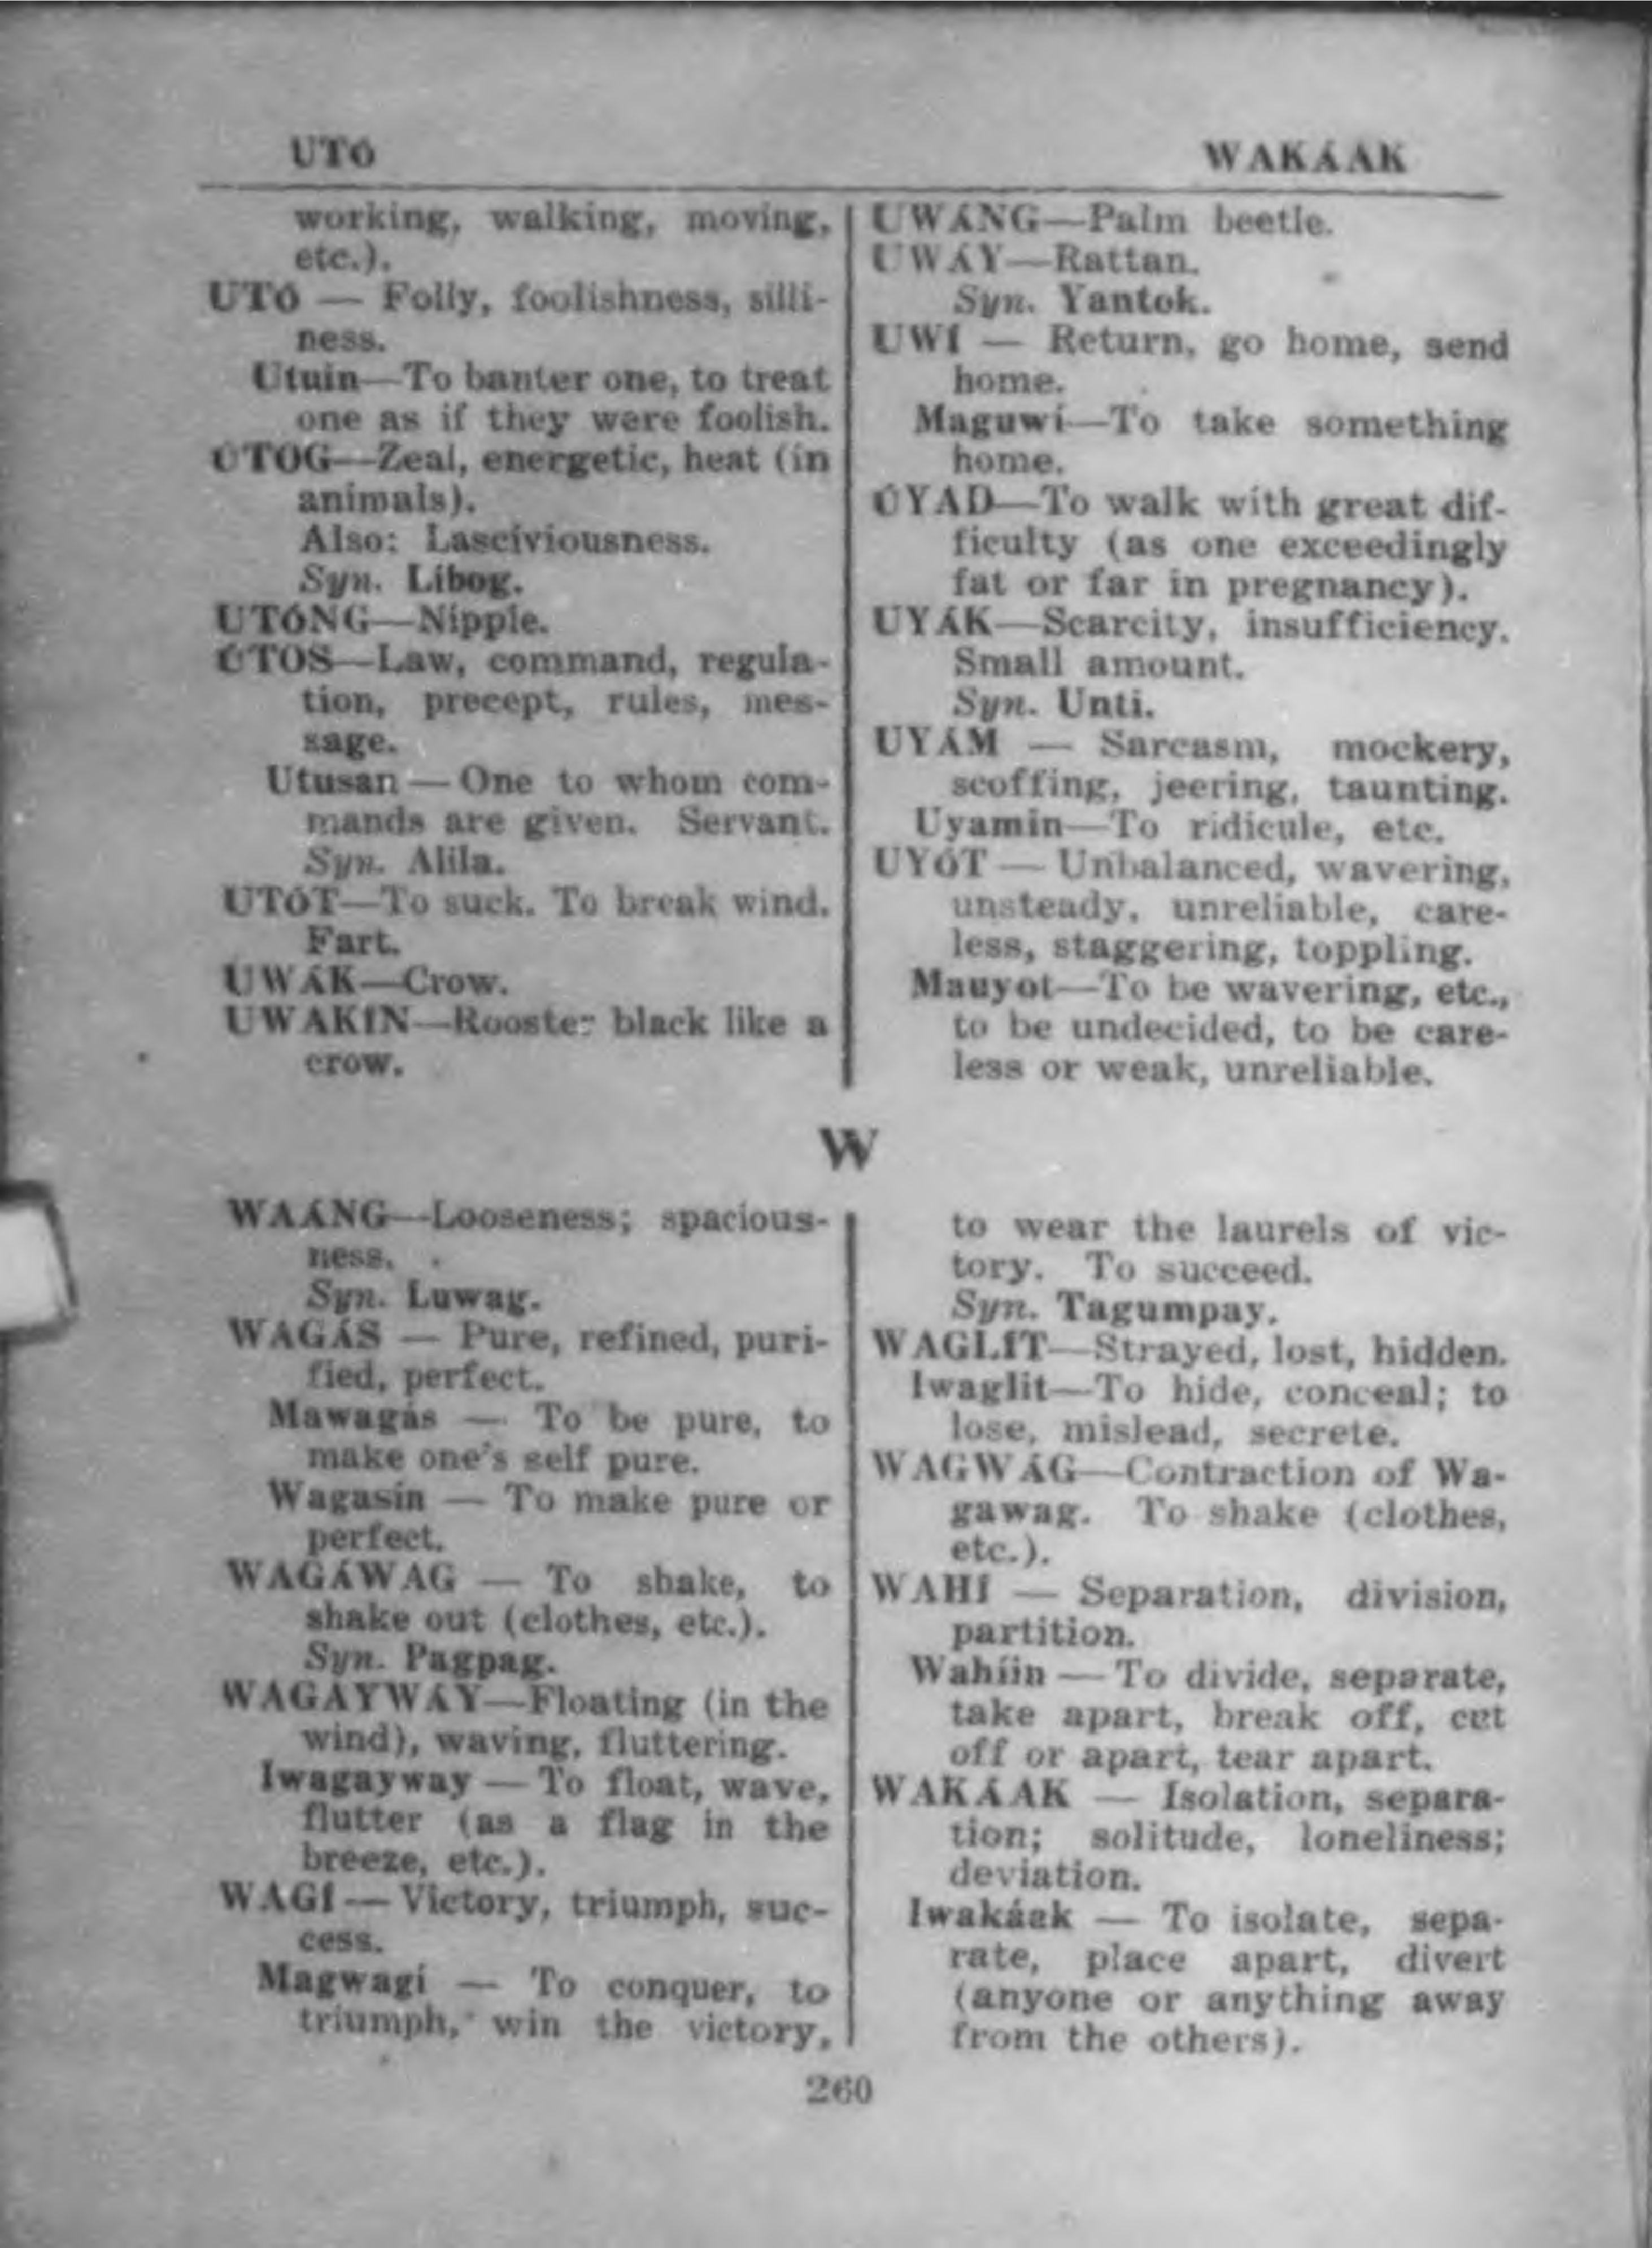 UTÓ
WAKÁAK
working, walking, moving,
etc.).
UTÓ — Folly, foolishness, silli-
ness.
Utuin—To banter one, to treat
one as if they were foolish.
ÚTOG—Zeal, energetic, heat (in
animals).
Also: Lasciviousness.
Syn. Libog.
UTÓNG—Nipple.
ÚTOS—Law, command, regula-
tion, precept, rules, mes-
sage.
Utusan — One to whom com-
mands are given. Servant.
Syn. Alila.
UTÓT—To suck. To break wind.
Fart.
UWÁK—Crow.
UWAKÍN—Rooster black like a
crow.
UWÁNG—Palm beetle.
UWÁY—Rattan.
Syn. Yantok.
UWÍ — Return, go home, send
home.
Maguwí—To take something
home.
ÚYAD—To walk with great dif-
ficulty (as one exceedingly
fat or far in pregnancy).
UYÁK—Scarcity, insufficiency.
Small amount.
Syn. Unti.
UYÁM — Sarcasm, mockery,
scoffing, jeering, taunting.
Uyamin—To ridicule, etc.
UYÓT — Unbalanced, wavering,
unsteady, unreliable, care-
less, staggering, toppling.
Mauyot—To be wavering, etc.,
to be undecided, to be care-
less or weak, unreliable.
W
WAÁNG—Looseness; spacious-
ness.
Syn. Luwag.
WAGÁS — Pure, refined, puri-
fied, perfect.
Mawagás — To be pure, to
make one's self pure.
Wagasín — To make pure or
perfect.
WAGÁWAG — To shake, to
shake out (clothes, etc.).
Syn. Pagpag.
WAGAYWÁY—Floating (in the
wind), waving, fluttering.
Iwagayway — To float, wave,
flutter (as a flag in the
breeze, etc.).
WAGÍ — Victory, triumph, suc-
cess.
Magwagí — To conquer, to
triumph, win the victory,
to wear the laurels of vic-
tory. To succeed.
Syn. Tagumpay.
WAGLÍT—Strayed, lost, hidden.
Iwaglit—To hide, conceal; to
lose, mislead, secrete.
WAGWÁG—Contraction of Wa-
gawag. To shake (clothes,
etc.).
WAHÍ — Separation, division,
partition.
Wahíin — To divide, separate,
take apart, break off, cut
off or apart, tear apart.
WAKÁAK — Isolation, separa-
tion; solitude, loneliness;
deviation.
Iwakáak — To isolate, sepa-
rate, place apart, divert
(anyone or anything away
from the others).
260